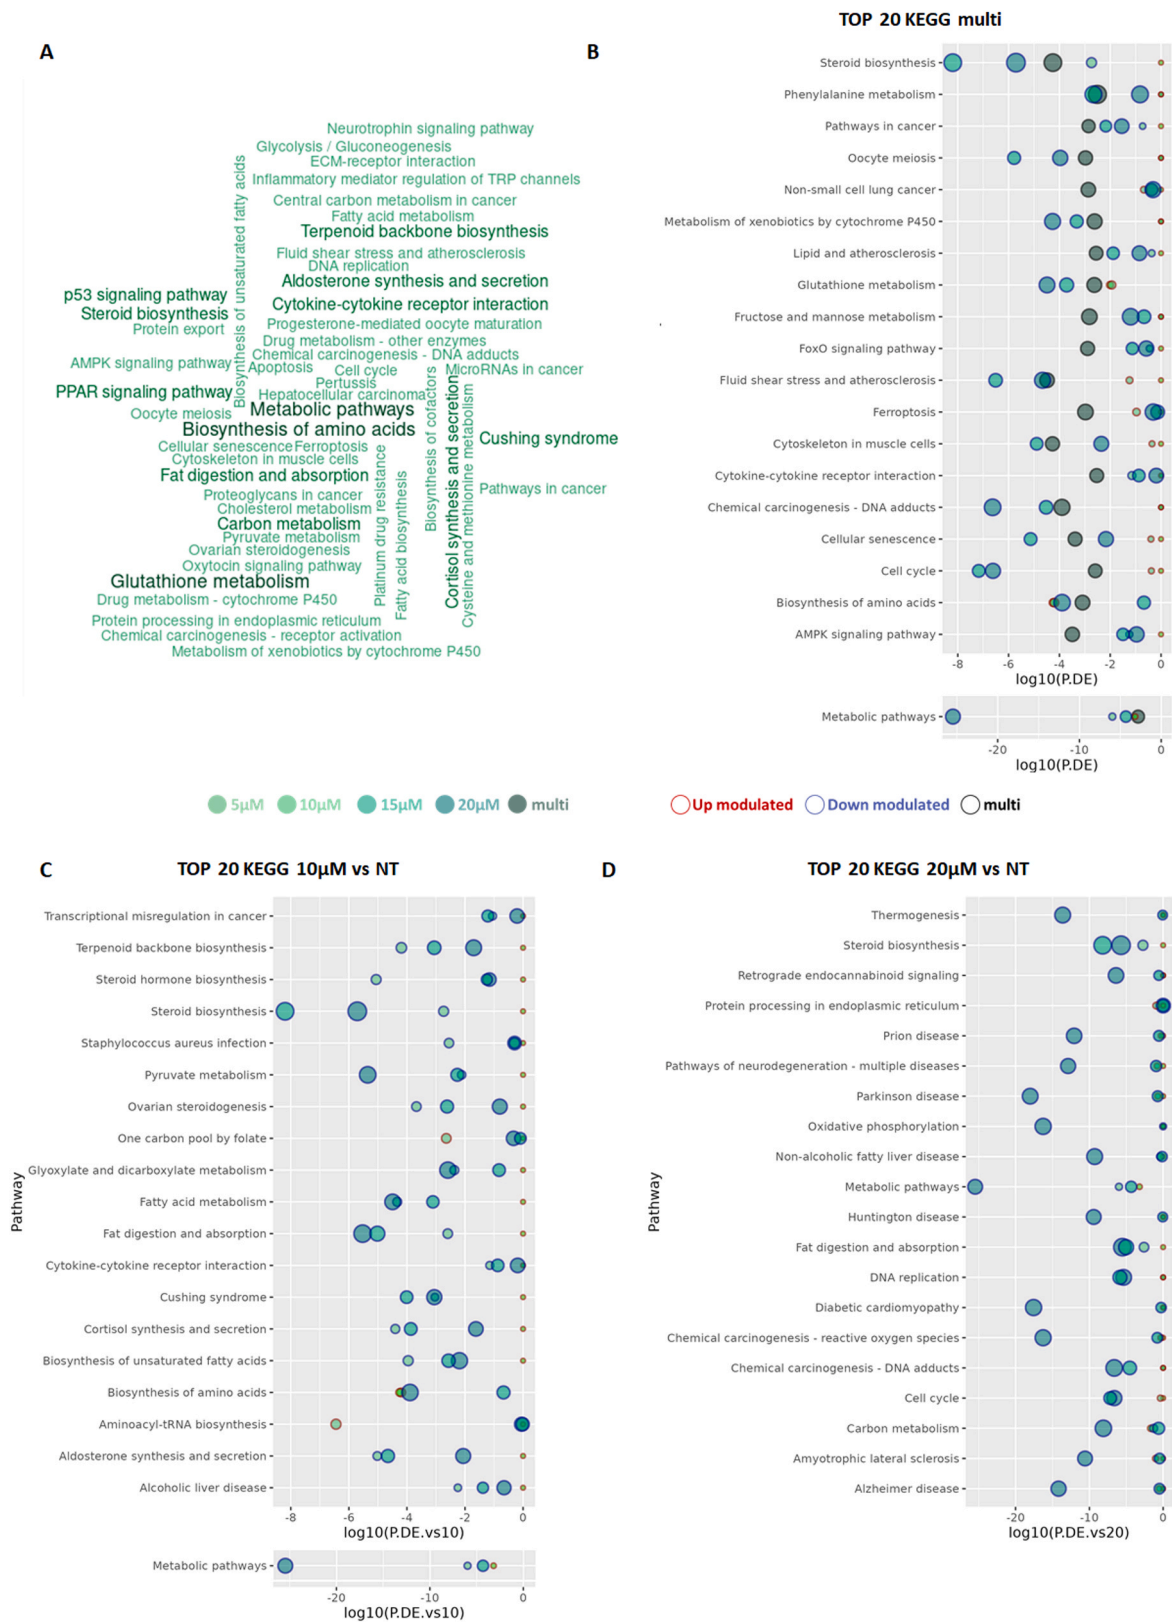 TOP 20 KEGG multi
A
B
Neurotrophin signaling pathway
Glycolysis / Gluconeogenesis
ECM-receptor interaction
Inflammatory mediator regulation of TRP channels
Central carbon metabolism in cancer
Fatty acid metabolism
Terpenoid backbone biosynthesis
Fluid shear stress and atherosclerosis
DNA replication
Aldosterone synthesis and secretion
p53 signaling pathway
Cytokine-cytokine receptor interaction
Steroid biosynthesis
Protein export
Biosynthesis of unsaturated fatty acids
Progesterone-mediated oocyte maturation
Drug metabolism - other enzymes
Chemical carcinogenesis - DNA adducts
AMPK signaling pathway
Apoptosis
Cell cycle
MicroRNAs in cancer
Pertussis
PPAR signaling pathway
Hepatocellular carcinoma
Oocyte meiosis
Metabolic pathways
Biosynthesis of amino acids
Cushing syndrome
Cellular senescence
Ferroptosis
Cytoskeleton in muscle cells
Fat digestion and absorption
Pathways in cancer
Proteoglycans in cancer
Cholesterol metabolism
Carbon metabolism
Pyruvate metabolism
Ovarian steroidogenesis
Oxytocin signaling pathway
Glutathione metabolism
Drug metabolism - cytochrome P450
Platinum drug resistance
Fatty acid biosynthesis
Biosynthesis of cofactors
Cortisol synthesis and secretion
Cysteine and methionine metabolism
Protein processing in endoplasmic reticulum
Chemical carcinogenesis - receptor activation
Metabolism of xenobiotics by cytochrome P450
Steroid biosynthesis
Phenylalanine metabolism
Pathways in cancer
Oocyte meiosis
Non-small cell lung cancer
Metabolism of xenobiotics by cytochrome P450
Lipid and atherosclerosis
Glutathione metabolism
Fructose and mannose metabolism
FoxO signaling pathway
Fluid shear stress and atherosclerosis
Ferroptosis
Cytoskeleton in muscle cells
Cytokine-cytokine receptor interaction
Chemical carcinogenesis - DNA adducts
Cellular senescence
Cell cycle
Biosynthesis of amino acids
AMPK signaling pathway
-8 -6 -4 -2 0
log10(P.DE)
Metabolic pathways
-20 -10 0
log10(P.DE)
5µM 10µM 15µM 20µM multi
Up modulated Down modulated multi
C
TOP 20 KEGG 10µM vs NT
Pathway
Transcriptional misregulation in cancer
Terpenoid backbone biosynthesis
Steroid hormone biosynthesis
Steroid biosynthesis
Staphylococcus aureus infection
Pyruvate metabolism
Ovarian steroidogenesis
One carbon pool by folate
Glyoxylate and dicarboxylate metabolism
Fatty acid metabolism
Fat digestion and absorption
Cytokine-cytokine receptor interaction
Cushing syndrome
Cortisol synthesis and secretion
Biosynthesis of unsaturated fatty acids
Biosynthesis of amino acids
Aminoacyl-tRNA biosynthesis
Aldosterone synthesis and secretion
Alcoholic liver disease
-8 -6 -4 -2 0
log10(P.DE.vs10)
Metabolic pathways
-20 -10 0
log10(P.DE.vs10)
D
TOP 20 KEGG 20µM vs NT
Pathway
Thermogenesis
Steroid biosynthesis
Retrograde endocannabinoid signaling
Protein processing in endoplasmic reticulum
Prion disease
Pathways of neurodegeneration - multiple diseases
Parkinson disease
Oxidative phosphorylation
Non-alcoholic fatty liver disease
Metabolic pathways
Huntington disease
Fat digestion and absorption
DNA replication
Diabetic cardiomyopathy
Chemical carcinogenesis - reactive oxygen species
Chemical carcinogenesis - DNA adducts
Cell cycle
Carbon metabolism
Amyotrophic lateral sclerosis
Alzheimer disease
-20 -10 0
log10(P.DE.vs20)